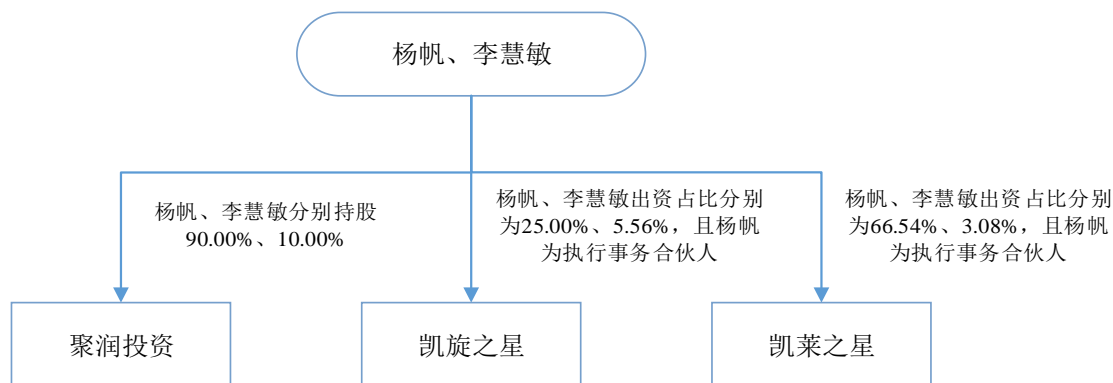 杨帆、李慧敏
杨帆、李慧敏分别持股
90.00%、10.00%
杨帆、李慧敏出资占比分别
为25.00%、5.56%，且杨帆
为执行事务合伙人
杨帆、李慧敏出资占比分别
为66.54%、3.08%，且杨帆
为执行事务合伙人
聚润投资
凯旋之星
凯莱之星